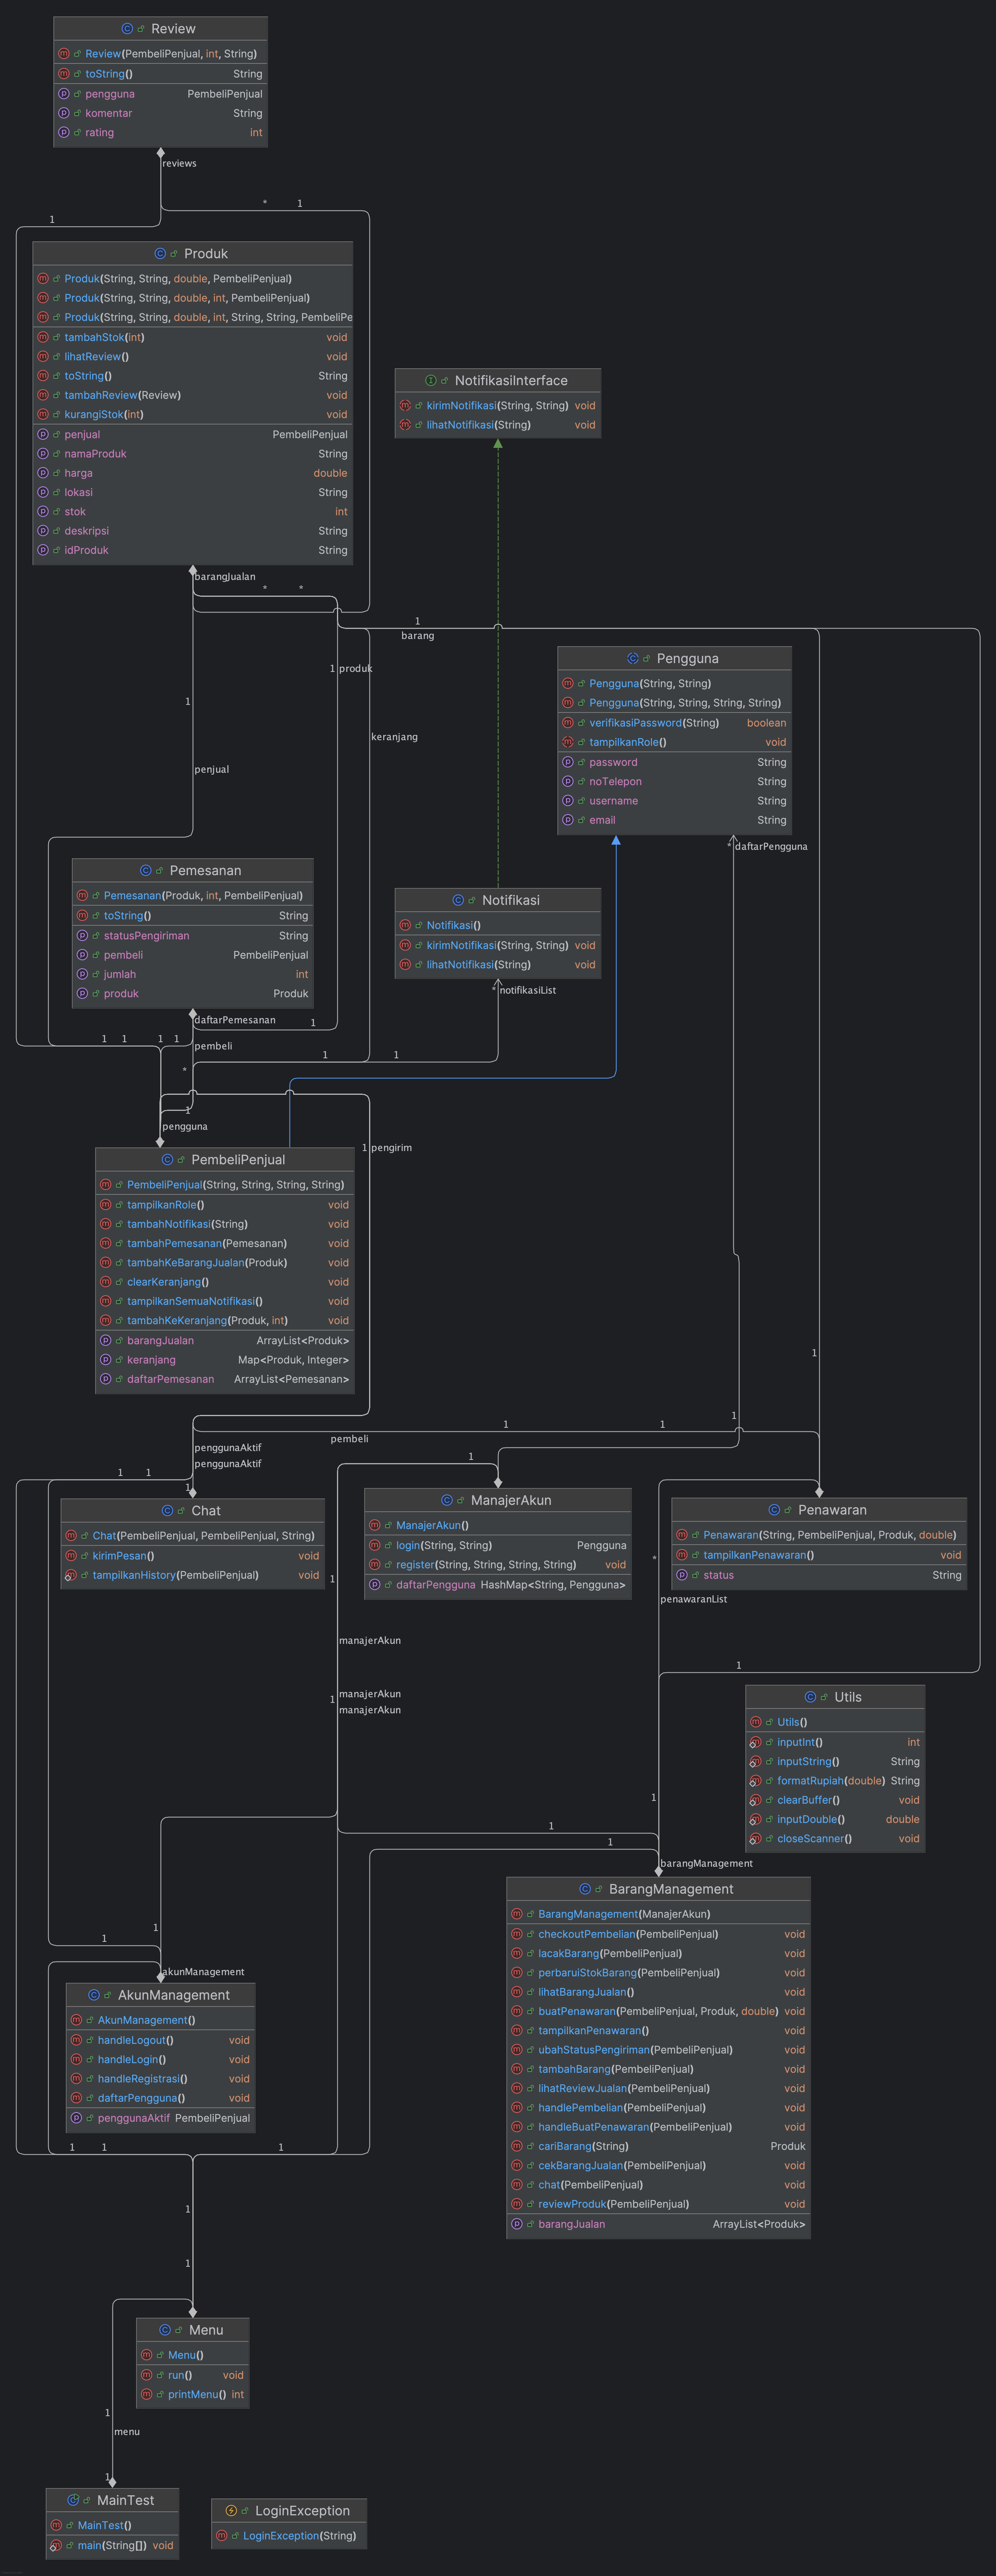 Review
Review(PembeliPenjual, int, String)
toString() String
pengguna PembeliPenjual
komentar String
rating int
reviews
* 1
1
Produk
Produk(String, String, double, PembeliPenjual)
Produk(String, String, double, int, PembeliPenjual)
Produk(String, String, double, int, String, String, PembeliPe
tambahStok(int) void
lihatReview() void
toString() String
tambahReview(Review) void
kurangiStok(int) void
penjual PembeliPenjual
namaProduk String
harga double
lokasi String
stok int
deskripsi String
idProduk String
NotifikasiInterface
kirimNotifikasi(String, String) void
lihatNotifikasi(String) void
barangJualan
* *
1
barang
Pengguna
Pengguna(String, String)
Pengguna(String, String, String, String)
verifikasiPassword(String) boolean
tampilkanRole() void
password String
noTelepon String
username String
email String
1 produk
1
keranjang
penjual
* daftarPengguna
Pemesanan
Pemesanan(Produk, int, PembeliPenjual)
toString() String
statusPengiriman String
pembeli PembeliPenjual
jumlah int
produk Produk
Notifikasi
Notifikasi()
kirimNotifikasi(String, String) void
lihatNotifikasi(String) void
* notifikasiList
daftarPemesanan 1
1 1 1 1
pembeli
1 1
*
1
pengguna
1 pengirim
PembeliPenjual
PembeliPenjual(String, String, String, String)
tampilkanRole() void
tambahNotifikasi(String) void
tambahPemesanan(Pemesanan) void
tambahKeBarangJualan(Produk) void
clearKeranjang() void
tampilkanSemuaNotifikasi() void
tambahKeKeranjang(Produk, int) void
barangJualan ArrayList<Produk>
keranjang Map<Produk, Integer>
daftarPemesanan ArrayList<Pemesanan>
1
1
1 1
pembeli
penggunaAktif
1
penggunaAktif
1 1
1
Chat
Chat(PembeliPenjual, PembeliPenjual, String)
kirimPesan() void
tampilkanHistory(PembeliPenjual) void
ManajerAkun
ManajerAkun()
login(String, String) Pengguna
register(String, String, String, String) void
daftarPengguna HashMap<String, Pengguna>
Penawaran
Penawaran(String, PembeliPenjual, Produk, double)
tampilkanPenawaran() void
status String
*
1
penawaranList
manajerAkun
1
manajerAkun
1
manajerAkun
Utils
Utils()
inputInt() int
inputString() String
formatRupiah(double) String
clearBuffer() void
inputDouble() double
closeScanner() void
1
1
1
barangManagement
BarangManagement
BarangManagement(ManajerAkun)
checkoutPembelian(PembeliPenjual) void
lacakBarang(PembeliPenjual) void
perbaruiStokBarang(PembeliPenjual) void
lihatBarangJualan() void
buatPenawaran(PembeliPenjual, Produk, double) void
tampilkanPenawaran() void
ubahStatusPengiriman(PembeliPenjual) void
tambahBarang(PembeliPenjual) void
lihatReviewJualan(PembeliPenjual) void
handlePembelian(PembeliPenjual) void
handleBuatPenawaran(PembeliPenjual) void
cariBarang(String) Produk
cekBarangJualan(PembeliPenjual) void
chat(PembeliPenjual) void
reviewProduk(PembeliPenjual) void
barangJualan ArrayList<Produk>
1
1
akunManagement
AkunManagement
AkunManagement()
handleLogout() void
handleLogin() void
handleRegistrasi() void
daftarPengguna() void
penggunaAktif PembeliPenjual
1 1 1
1
1
Menu
Menu()
run() void
printMenu() int
1
menu
1
MainTest
MainTest()
main(String[]) void
LoginException
LoginException(String)